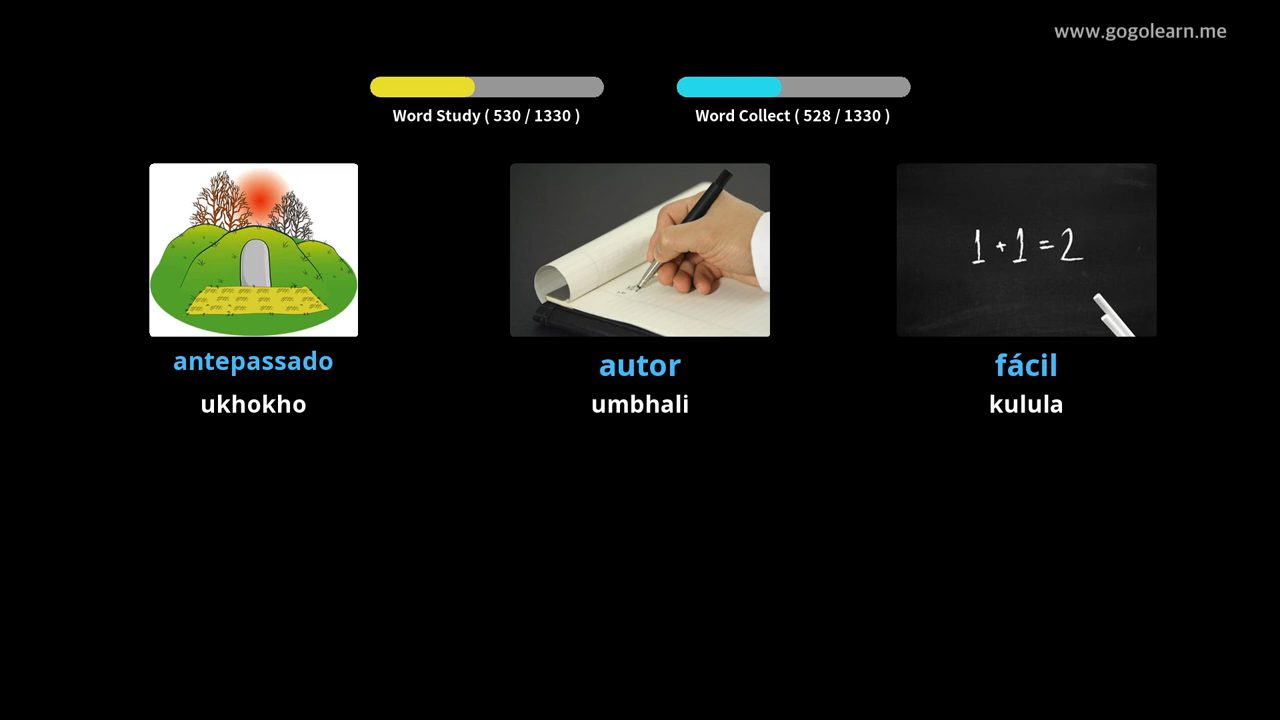 www.gogolearn.me
Word Study ( 530 / 1330 )
Word Collect ( 528 / 1330 )
1 + 1 = 2
antepassado
ukhokho
autor
umbhali
fácil
kulula